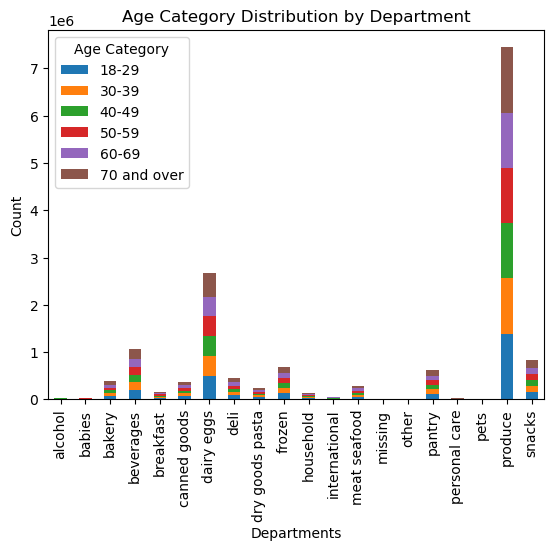 Age Category Distribution by Department
1e6
Age Category
18-29
30-39
40-49
50-59
60-69
70 and over
7
6
5
4
3
2
1
0
Count
alcohol
babies
bakery
beverages
breakfast
canned goods
dairy eggs
deli
dry goods pasta
frozen
household
international
meat seafood
missing
other
pantry
personal care
pets
produce
snacks
Departments